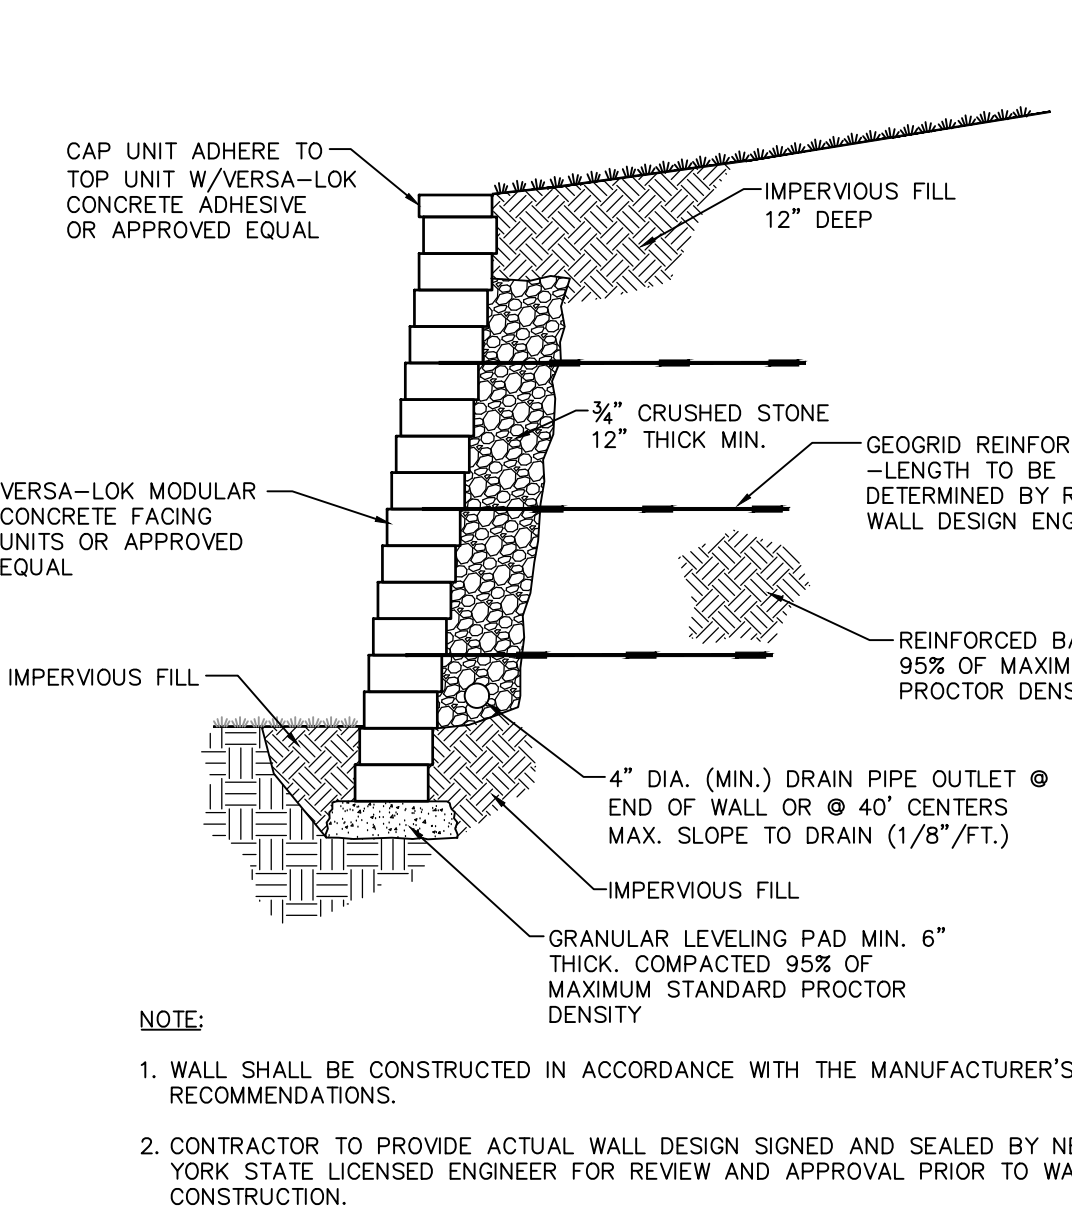 CAP UNIT ADHERE TO
TOP UNIT W/VERSA-LOK
CONCRETE ADHESIVE
OR APPROVED EQUAL
IMPERVIOUS FILL
12" DEEP
3/4" CRUSHED STONE
12" THICK MIN.
GEOGRID
-LENGTH TO BE
DETERMINED BY
WALL DESIGN
VERSA-LOK MODULAR
CONCRETE FACING
UNITS OR APPROVED
EQUAL
REINFORCED
95% OF
PROCTOR
IMPERVIOUS FILL
4" DIA. (MIN.) DRAIN PIPE OUTLET @
END OF WALL OR @ 40' CENTERS
MAX. SLOPE TO DRAIN (1/8"/FT.)
IMPERVIOUS FILL
GRANULAR LEVELING PAD MIN. 6"
THICK. COMPACTED 95% OF
MAXIMUM STANDARD PROCTOR
DENSITY
NOTE:
1. WALL SHALL BE CONSTRUCTED IN ACCORDANCE WITH THE MANUFACTURER'S
RECOMMENDATIONS.
2. CONTRACTOR TO PROVIDE ACTUAL WALL DESIGN SIGNED AND SEALED BY
YORK STATE LICENSED ENGINEER FOR REVIEW AND APPROVAL PRIOR TO
CONSTRUCTION.